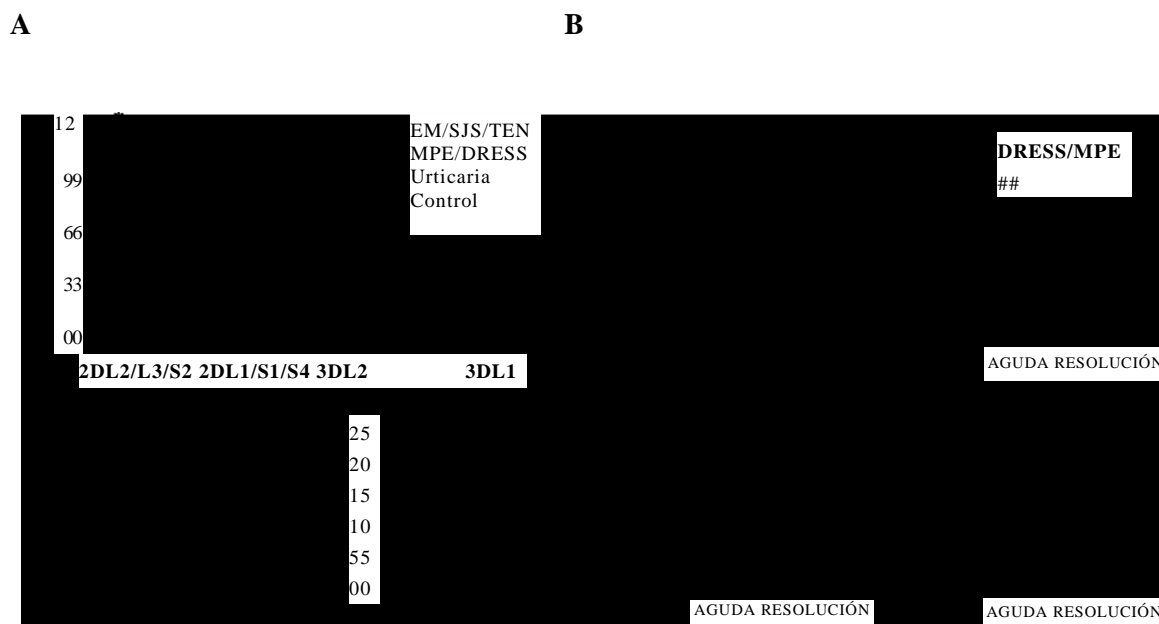 A
B
*
12
99
66
33
00
EM/SJS/TEN
MPE/DRESS
Urticaria
Control
2DL2/L3/S2 2DL1/S1/S4 3DL2 3DL1
DRESS/MPE
##
AGUDA RESOLUCIÓN
25
20
15
10
55
00
AGUDA RESOLUCIÓN
AGUDA RESOLUCIÓN